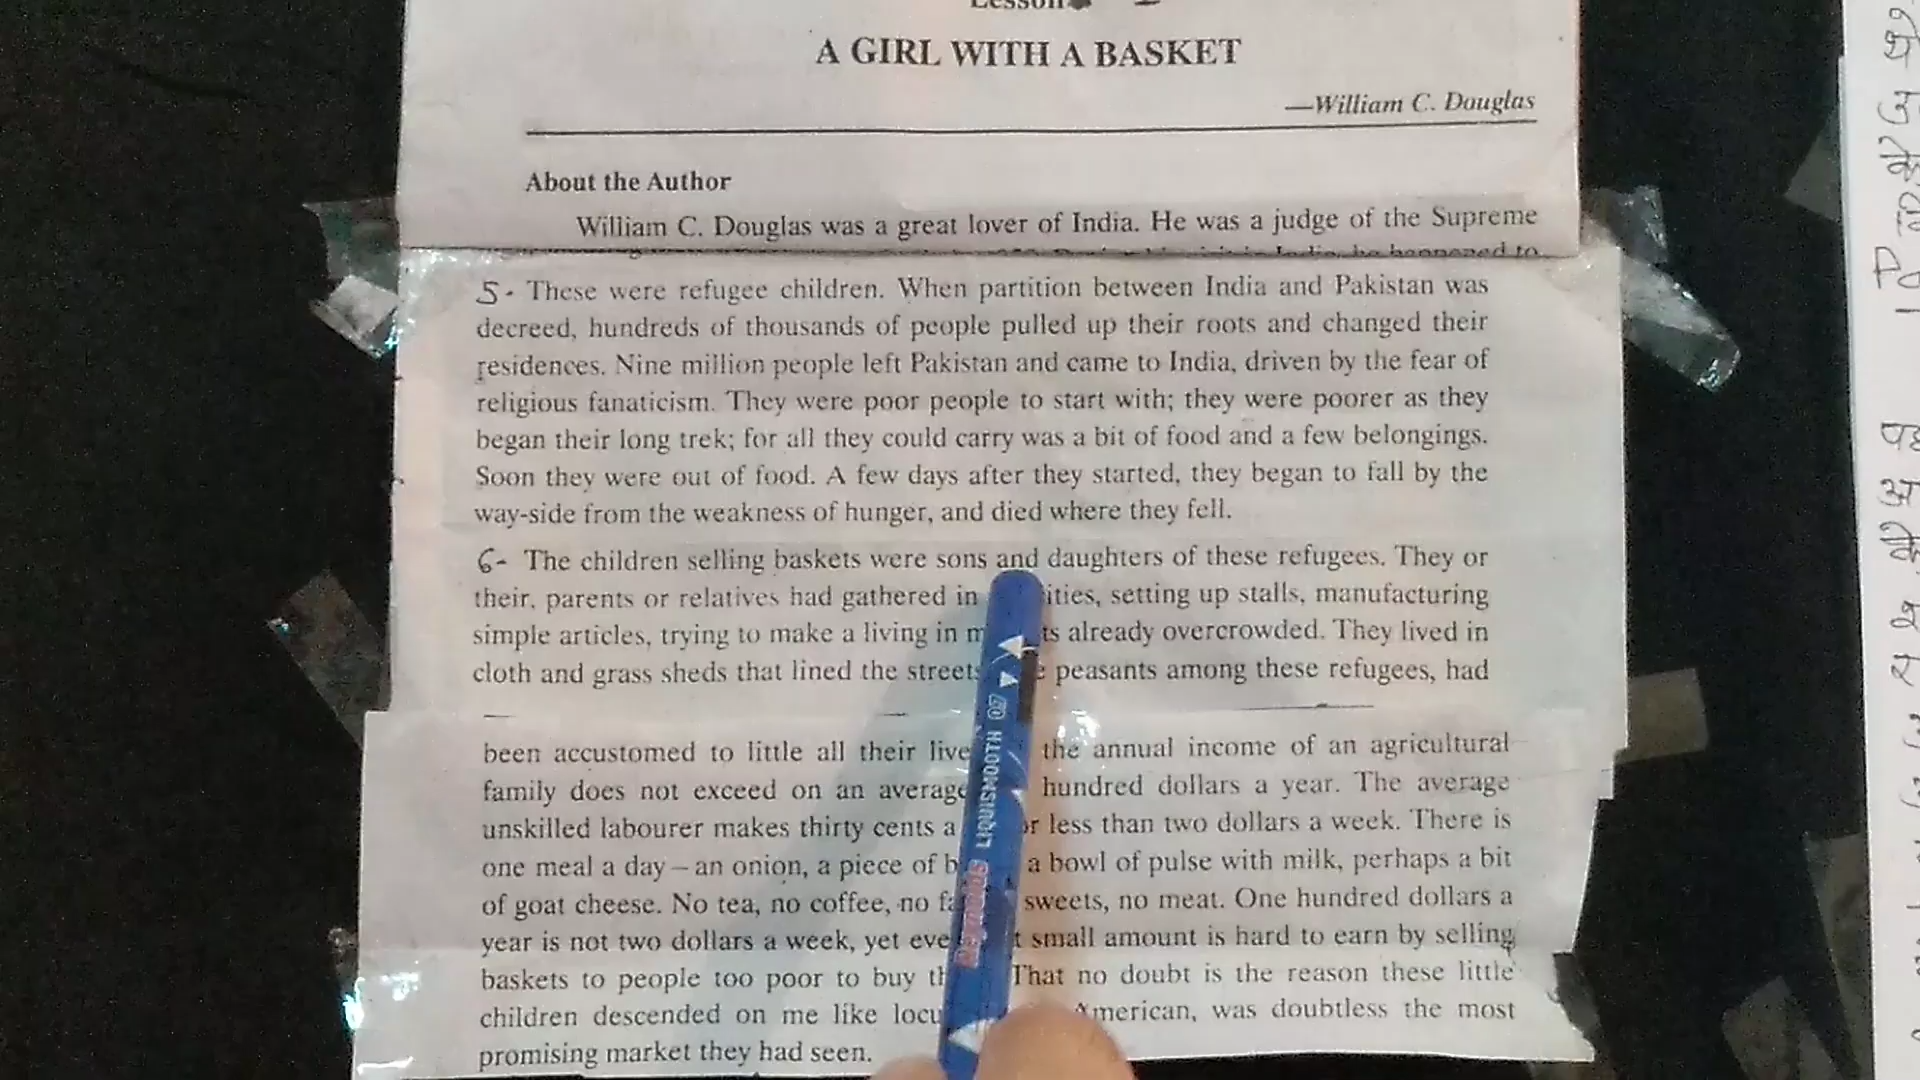 Lesson
A GIRL WITH A BASKET
—William C. Douglas
About the Author
William C. Douglas was a great lover of India. He was a judge of the Supreme
he happened to
5- These were refugee children. When partition between India and Pakistan was
decreed, hundreds of thousands of people pulled up their roots and changed their
residences. Nine million people left Pakistan and came to India, driven by the fear of
religious fanaticism. They were poor people to start with; they were poorer as they
began their long trek; for all they could carry was a bit of food and a few belongings.
Soon they were out of food. A few days after they started, they began to fall by the
way-side from the weakness of hunger, and died where they fell.
6- The children selling baskets were sons and daughters of these refugees. They or
their, parents or relatives had gathered in ities, setting up stalls, manufacturing
simple articles, trying to make a living in m ts already overcrowded. They lived in
cloth and grass sheds that lined the streets e peasants among these refugees, had
been accustomed to little all their live the annual income of an agricultural
family does not exceed on an average hundred dollars a year. The average
unskilled labourer makes thirty cents a or less than two dollars a week. There is
one meal a day – an onion, a piece of b a bowl of pulse with milk, perhaps a bit
of goat cheese. No tea, no coffee, no fa sweets, no meat. One hundred dollars a
year is not two dollars a week, yet eve t small amount is hard to earn by selling
baskets to people too poor to buy th That no doubt is the reason these little
children descended on me like locu American, was doubtless the most
promising market they had seen.
Reynolds LIQUISMOOTH 07